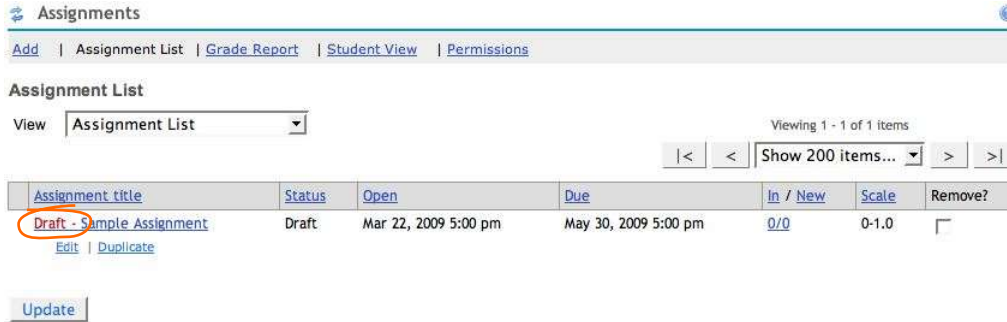 Assignments
Add | Assignment List | Grade Report | Student View | Permissions
Assignment List
View Assignment List
Viewing 1 - 1 of 1 items
|< < Show 200 items... > >|
Assignment title Status Open Due In / New Scale Remove?
Draft - Sample Assignment Draft Mar 22, 2009 5:00 pm May 30, 2009 5:00 pm 0/0 0-1.0
Edit | Duplicate
Update